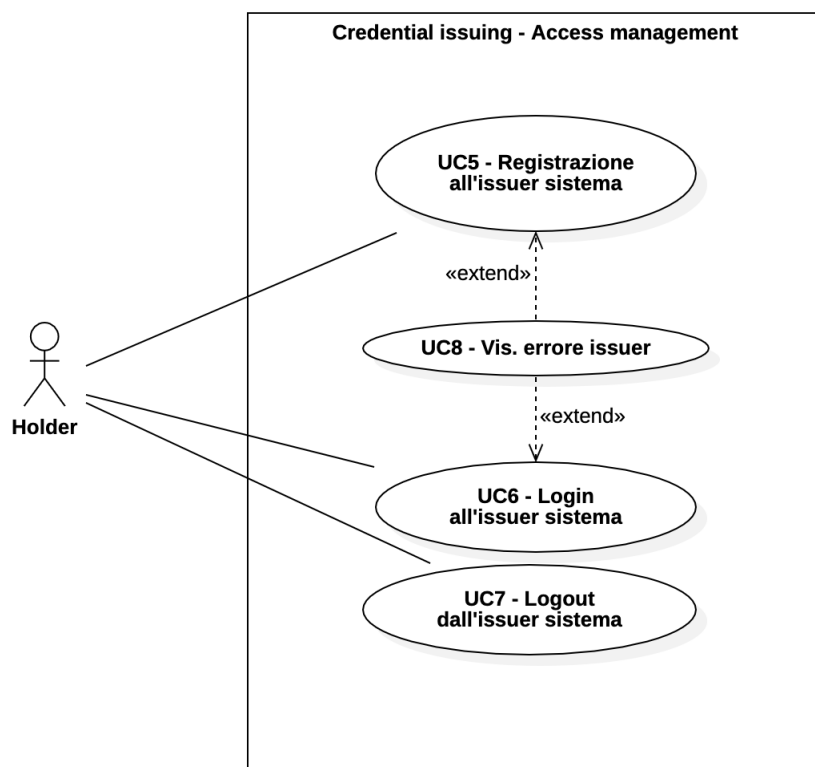 Credential issuing - Access management
UC5 - Registrazione
all'issuer sistema
«extend»
UC8 - Vis. errore issuer
«extend»
Holder
UC6 - Login
all'issuer sistema
UC7 - Logout
dall'issuer sistema